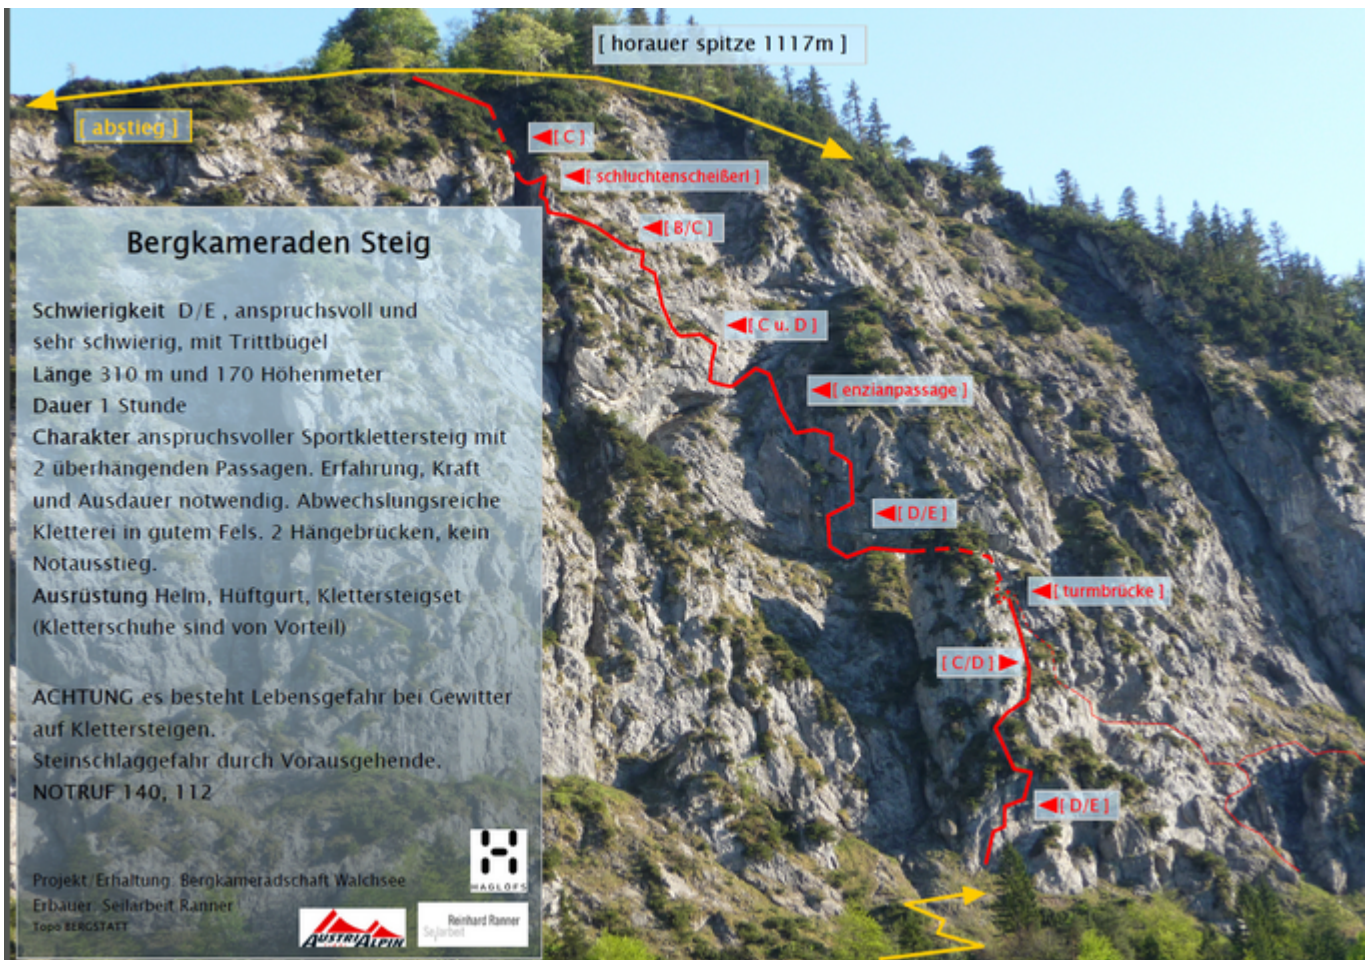 [ horauer spitze 1117m ]
[ abstieg ]
[ C ]
[ schluchtenscheißerl ]
[ B/C ]
[ C u. D ]
[ enzianpassage ]
[ D/E ]
[ turmbrücke ]
[ C/D ]
[ D/E ]
Bergkameraden Steig
Schwierigkeit D/E , anspruchsvoll und
sehr schwierig, mit Trittbügel
Länge 310 m und 170 Höhenmeter
Dauer 1 Stunde
Charakter anspruchsvoller Sportklettersteig mit
2 überhängenden Passagen. Erfahrung, Kraft
und Ausdauer notwendig. Abwechslungsreiche
Kletterei in gutem Fels. 2 Hängebrücken, kein
Notausstieg.
Ausrüstung Helm, Hüftgurt, Klettersteigset
(Kletterschuhe sind von Vorteil)
ACHTUNG es besteht Lebensgefahr bei Gewitter
auf Klettersteigen.
Steinschlaggefahr durch Vorausgehende.
NOTRUF 140, 112
HAGLÖFS
Projekt/Erhaltung: Bergkameradschaft Walchsee
Erbauer: Seilarbeit Ranner
Topo BERGSTATT
AUSTRIALPIN
Reinhard Ranner
Seilarbeit